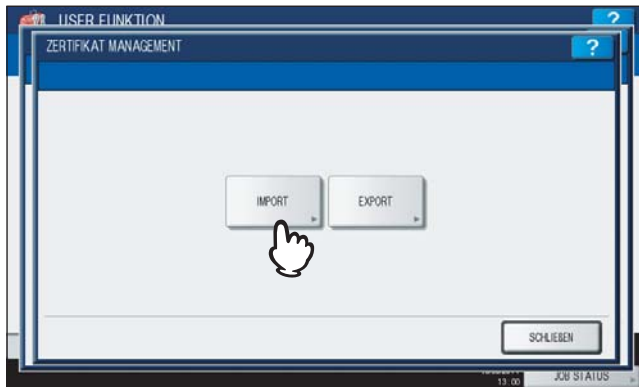 USER FUNKTION
?
ZERTIFIKAT MANAGEMENT
?
IMPORT
EXPORT
SCHLIEßEN
13:00
JOB STATUS